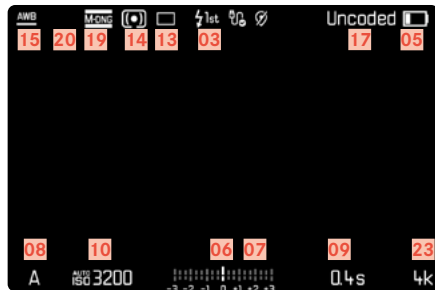 AWB M-DNG 1st Uncoded
15 20 19 14 13 03 17 05
08 10 06 07 09 23
A AUTO ISO 3200 0.4s 4k
-3 -2 -1 0 +1 +2 +3